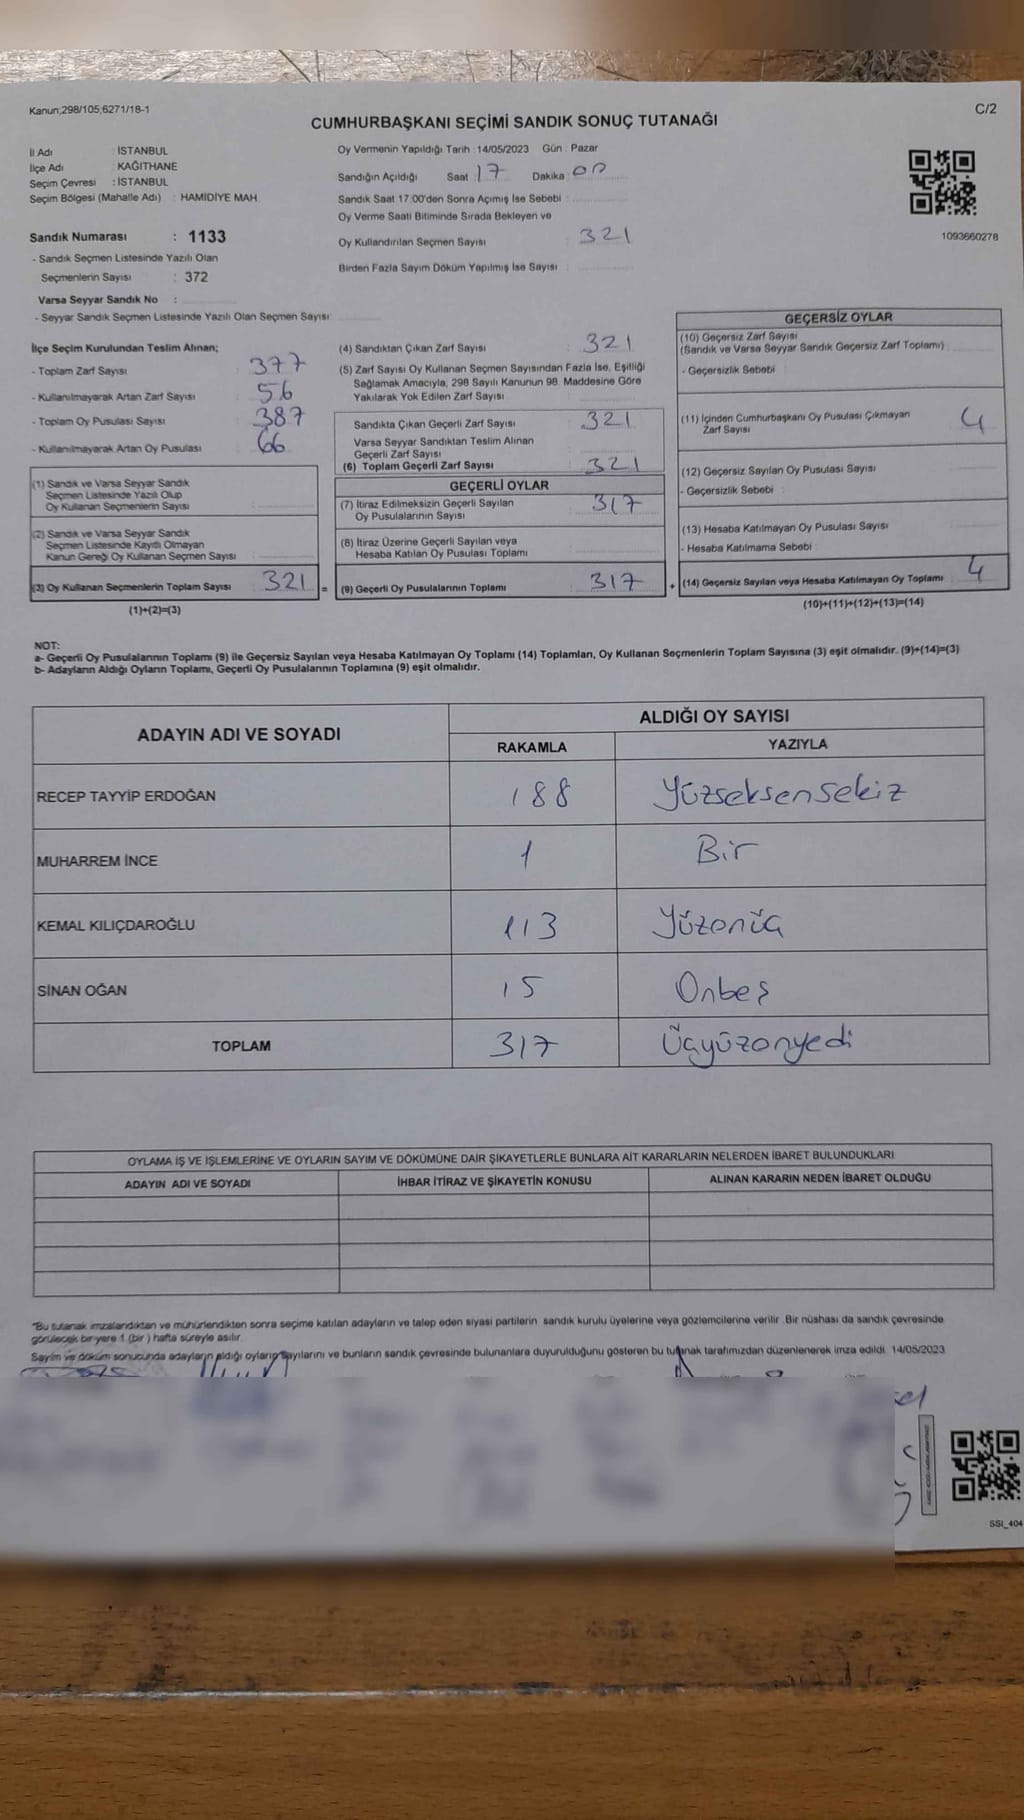 Kanun;298/105,6271/18-1
C/2
CUMHURBAŞKANI SEÇİMİ SANDIK SONUÇ TUTANAĞI
İl Adı : İSTANBUL
İlçe Adı : KAĞITHANE
Seçim Çevresi : İSTANBUL
Seçim Bölgesi (Mahalle Adı) : HAMİDİYE MAH.
Sandık Numarası : 1133
- Sandık Seçmen Listesinde Yazılı Olan
Seçmenlerin Sayısı : 372
Varsa Seyyar Sandık No :
- Seyyar Sandık Seçmen Listesinde Yazılı Olan Seçmen Sayısı:
Oy Vermenin Yapıldığı Tarih : 14/05/2023 Gün : Pazar
Sandığın Açıldığı Saat : 17 Dakika : 00
Sandık Saat 17:00'den Sonra Açımış İse Sebebi :
Oy Verme Saati Bitiminde Sırada Bekleyen ve
Oy Kullandırılan Seçmen Sayısı : 321
Birden Fazla Sayım Döküm Yapılmış İse Sayısı :
1093660278
İlçe Seçim Kurulundan Teslim Alınan;
- Toplam Zarf Sayısı : 377
- Kullanılmayarak Artan Zarf Sayısı : 56
- Toplam Oy Pusulası Sayısı : 387
- Kullanılmayarak Artan Oy Pusulası : 66
(1) Sandık ve Varsa Seyyar Sandık
Seçmen Listesinde Yazılı Olup
Oy Kullanan Seçmenlerin Sayısı :
(2) Sandık ve Varsa Seyyar Sandık
Seçmen Listesinde Kayıtlı Olmayan
Kanun Gereği Oy Kullanan Seçmen Sayısı :
(3) Oy Kullanan Seçmenlerin Toplam Sayısı : 321 =
(1)+(2)=(3)
(4) Sandıktan Çıkan Zarf Sayısı : 321
(5) Zarf Sayısı Oy Kullanan Seçmen Sayısından Fazla İse, Eşitliği
Sağlamak Amacıyla, 298 Sayılı Kanunun 98. Maddesine Göre
Yakılarak Yok Edilen Zarf Sayısı :
Sandıkta Çıkan Geçerli Zarf Sayısı : 321
Varsa Seyyar Sandıktan Teslim Alınan
Geçerli Zarf Sayısı :
(6) Toplam Geçerli Zarf Sayısı : 321
GEÇERLİ OYLAR
(7) İtiraz Edilmeksizin Geçerli Sayılan
Oy Pusulalarının Sayısı : 317
(8) İtiraz Üzerine Geçerli Sayılan veya
Hesaba Katılan Oy Pusulası Toplamı :
(9) Geçerli Oy Pusulalarının Toplamı : 317 +
GEÇERSİZ OYLAR
(10) Geçersiz Zarf Sayısı
(Sandık ve Varsa Seyyar Sandık Geçersiz Zarf Toplamı) :
- Geçersizlik Sebebi :
(11) İçinden Cumhurbaşkanı Oy Pusulası Çıkmayan
Zarf Sayısı : 4
(12) Geçersiz Sayılan Oy Pusulası Sayısı :
- Geçersizlik Sebebi :
(13) Hesaba Katılmayan Oy Pusulası Sayısı :
- Hesaba Katılmama Sebebi :
(14) Geçersiz Sayılan veya Hesaba Katılmayan Oy Toplamı : 4
(10)+(11)+(12)+(13)=(14)
NOT:
a- Geçerli Oy Pusulalarının Toplamı (9) ile Geçersiz Sayılan veya Hesaba Katılmayan Oy Toplamı (14) Toplamları, Oy Kullanan Seçmenlerin Toplam Sayısına (3) eşit olmalıdır. (9)+(14)=(3)
b- Adayların Aldığı Oyların Toplamı, Geçerli Oy Pusulalarının Toplamına (9) eşit olmalıdır.
ADAYIN ADI VE SOYADI ALDIĞI OY SAYISI
RAKAMLA YAZIYLA
RECEP TAYYİP ERDOĞAN 188 Yüzseksensekiz
MUHARREM İNCE 1 Bir
KEMAL KILIÇDAROĞLU 113 Yüzonüç
SİNAN OĞAN 15 Onbeş
TOPLAM 317 Üçyüzonyedi
OYLAMA İŞ VE İŞLEMLERİNE VE OYLARIN SAYIM VE DÖKÜMÜNE DAİR ŞİKAYETLERLE BUNLARA AİT KARARLARIN NELERDEN İBARET BULUNDUKLARI
ADAYIN ADI VE SOYADI İHBAR İTİRAZ VE ŞİKAYETİN KONUSU ALINAN KARARIN NEDEN İBARET OLDUĞU
"Bu tutanak imzalandıktan ve mühürlendikten sonra seçime katılan adayların ve talep eden siyasi partilerin sandık kurulu üyelerine veya gözlemcilerine verilir. Bir nüshası da sandık çevresinde
görülecek bir yere 1 (bir ) hafta süreyle asılır.
Sayım ve döküm sonucunda adayların aldığı oyların sayılarını ve bunların sandık çevresinde bulunanlara duyurulduğunu gösteren bu tutanak tarafımızdan düzenlenerek imza edildi. 14/05/2023
SSI_404